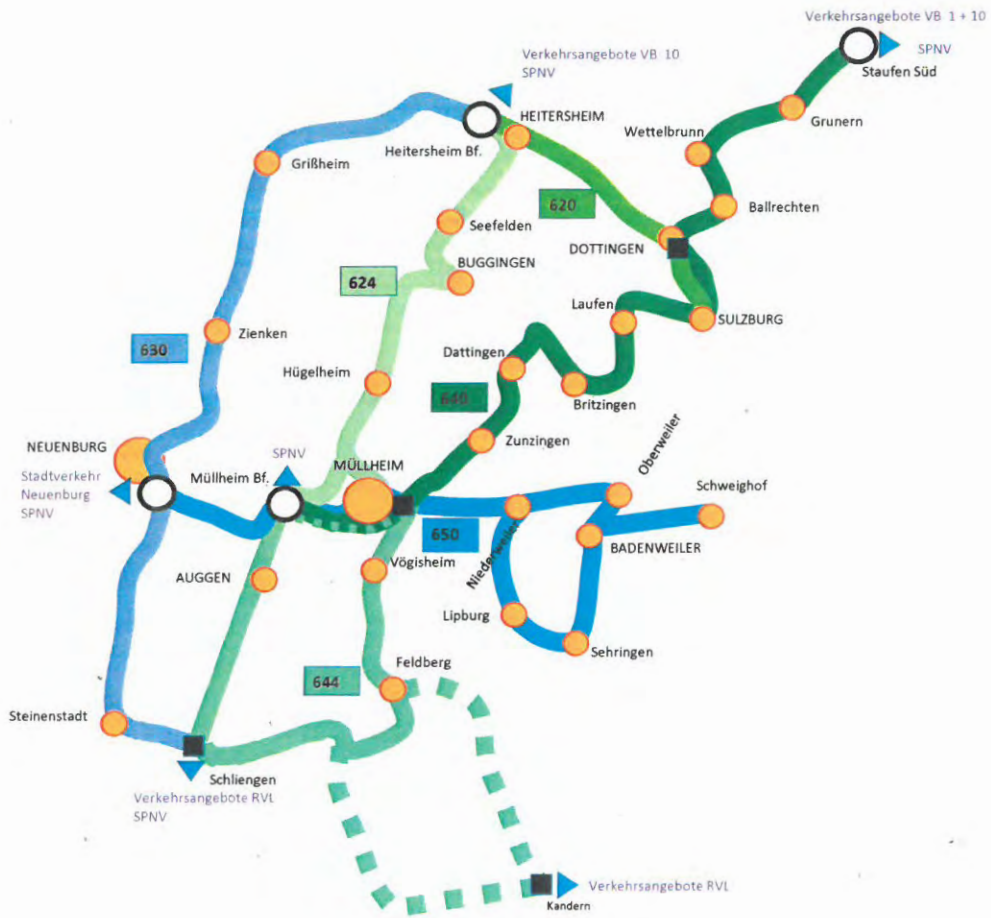 Verkehrsangebote VB 1 + 10
SPNV
Staufen Süd
Verkehrsangebote VB 10
SPNV
HEITERSHEIM
Heitersheim Bf.
Grunern
Wettelbrunn
Grißheim
620
Ballrechten
Seefelden
DOTTINGEN
BUGGINGEN
624
Laufen
SULZBURG
Zienken
630
Dattingen
Hügelheim
Britzingen
640
Zunzingen
Oberweiler
NEUENBURG
SPNV
MÜLLHEIM
Stadtverkehr
Neuenburg
SPNV
Müllheim Bf.
Schweighof
650
BADENWEILER
Niederweiler
Vögisheim
AUGGEN
Lipburg
Sehringen
Feldberg
644
Steinenstadt
Schliengen
Verkehrsangebote RVL
SPNV
Verkehrsangebote RVL
Kandern